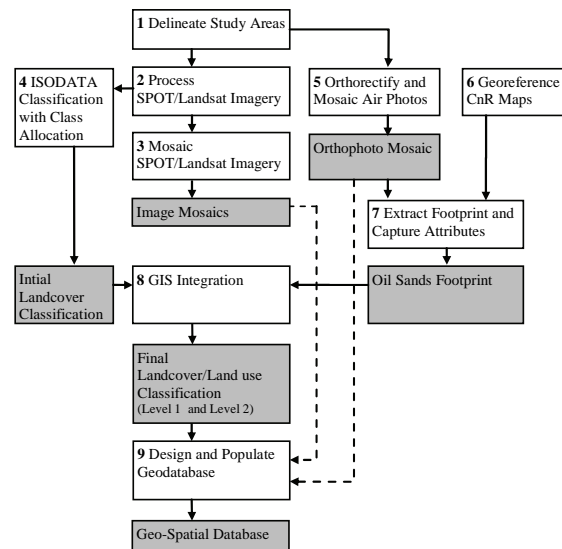 1 Delineate Study Areas
4 ISODATA
Classification
with Class
Allocation
2 Process
SPOT/Landsat Imagery
5 Orthorectify and
Mosaic Air Photos
6 Georeference
CnR Maps
3 Mosaic
SPOT/Landsat Imagery
Orthophoto Mosaic
Image Mosaics
7 Extract Footprint and
Capture Attributes
Intial
Landcover
Classification
8 GIS Integration
Oil Sands Footprint
Final
Landcover/Land use
Classification
(Level 1 and Level 2)
9 Design and Populate
Geodatabase
Geo-Spatial Database